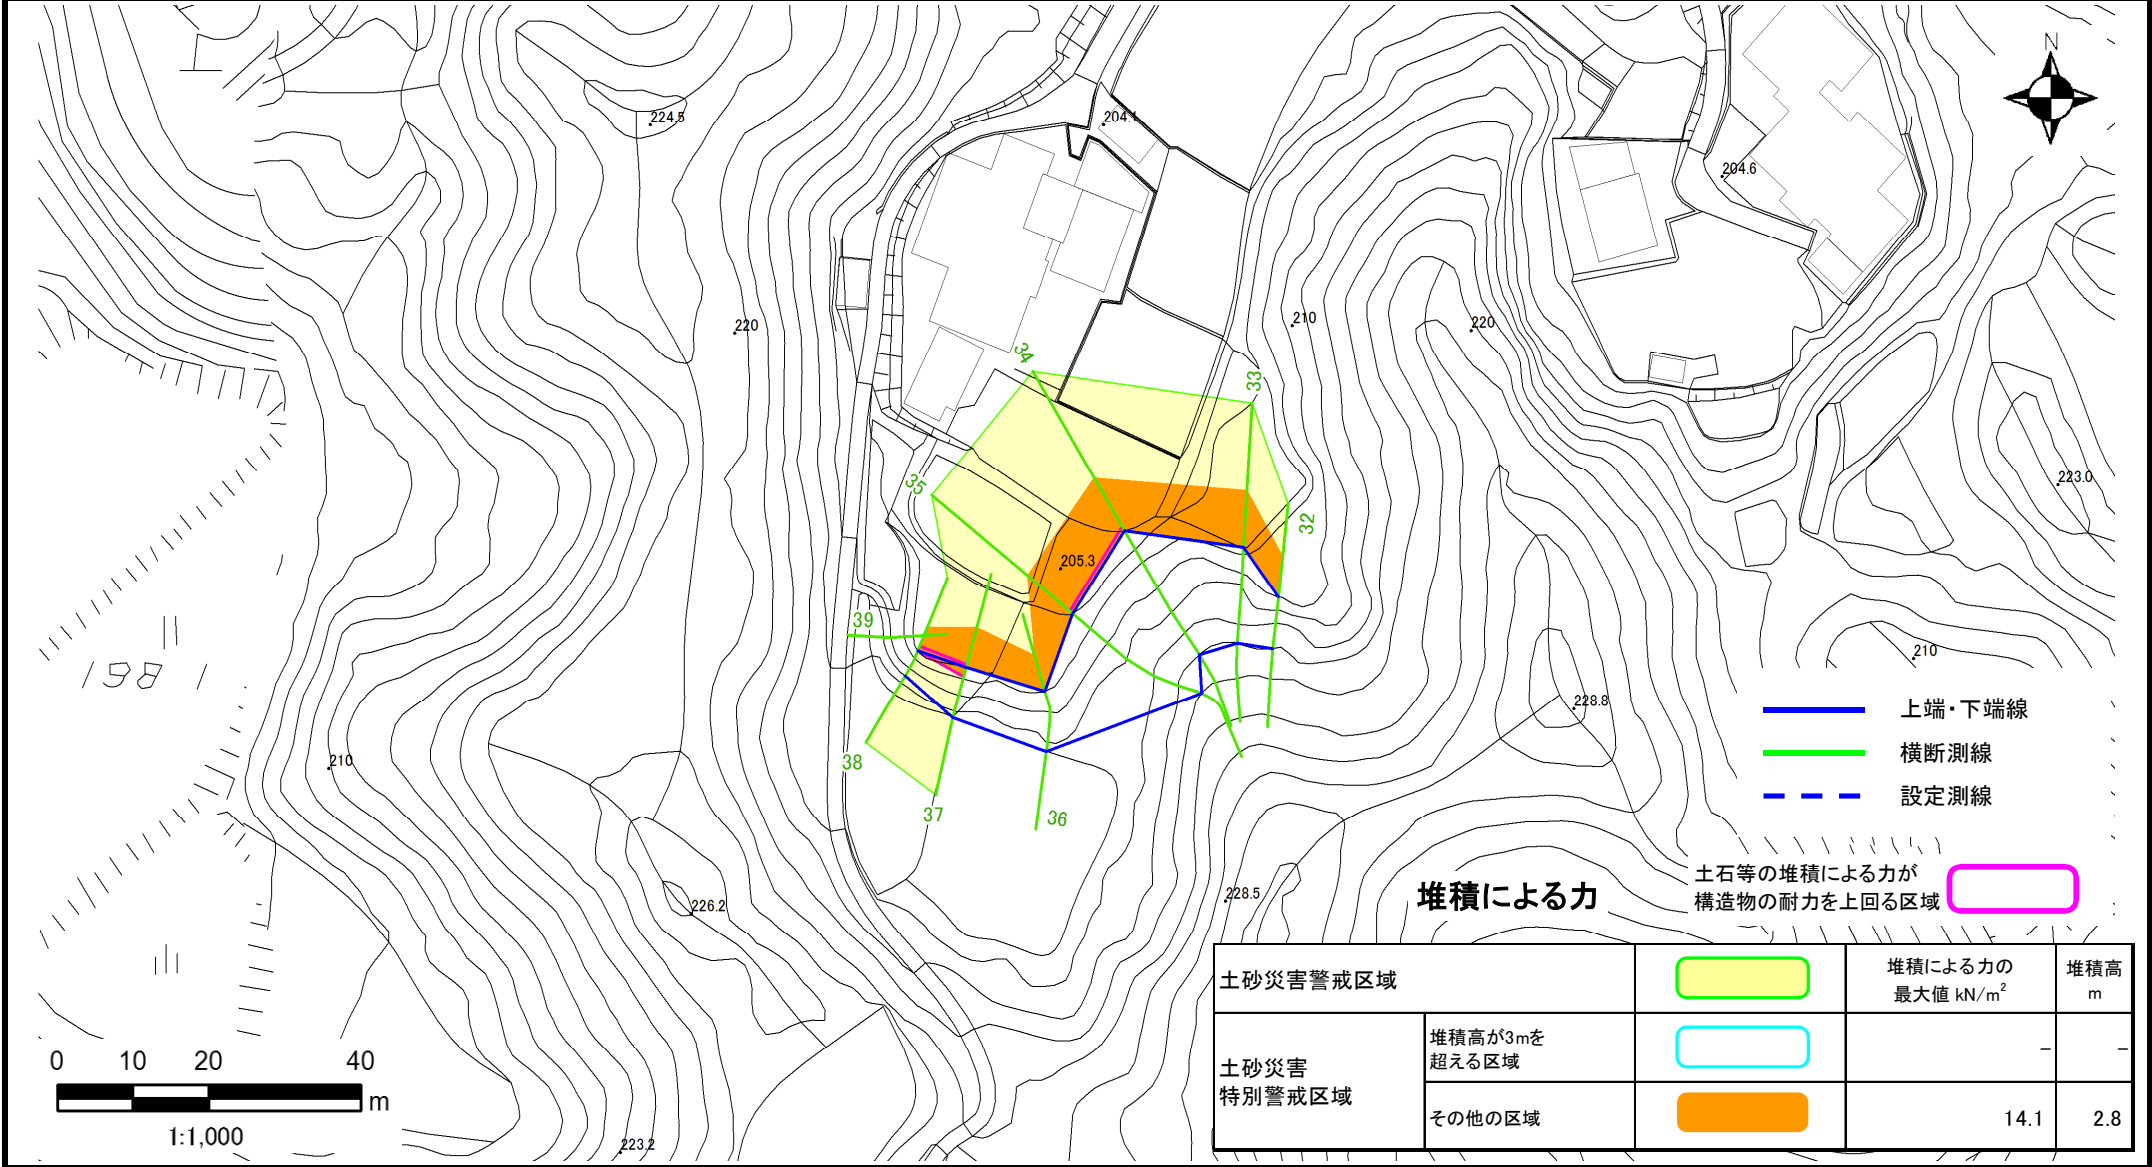 N
224.5
204.1
204.6
220
210
220
34
33
35
32
223.0
205.3
39
210
38
37
36
228.8
210
226.2
228.5
223.2
上端・下端線
横断測線
設定測線
堆積による力
土石等の堆積による力が
構造物の耐力を上回る区域
土砂災害警戒区域
堆積による力の
最大値 kN/m²
堆積高
m
土砂災害
特別警戒区域
堆積高が3mを
超える区域
－
－
その他の区域
14.1
2.8
0 10 20 40
m
1:1,000